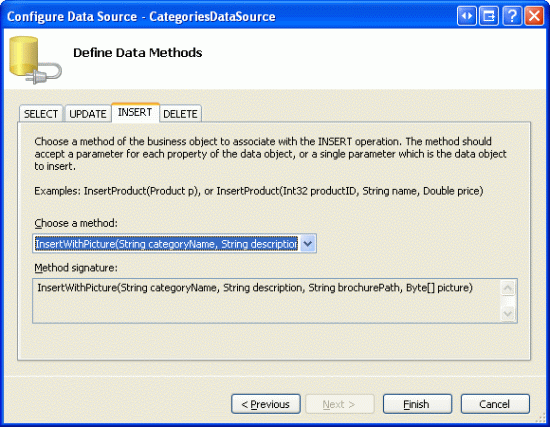 Configure Data Source - CategoriesDataSource
Define Data Methods
SELECT UPDATE INSERT DELETE
Choose a method of the business object to associate with the INSERT operation. The method should
accept a parameter for each property of the data object, or a single parameter which is the data object
to insert.
Examples: InsertProduct(Product p), or InsertProduct(Int32 productID, String name, Double price)
Choose a method:
InsertWithPicture(String categoryName, String description
Method signature:
InsertWithPicture(String categoryName, String description, String brochurePath, Byte[] picture)
< Previous Next > Finish Cancel